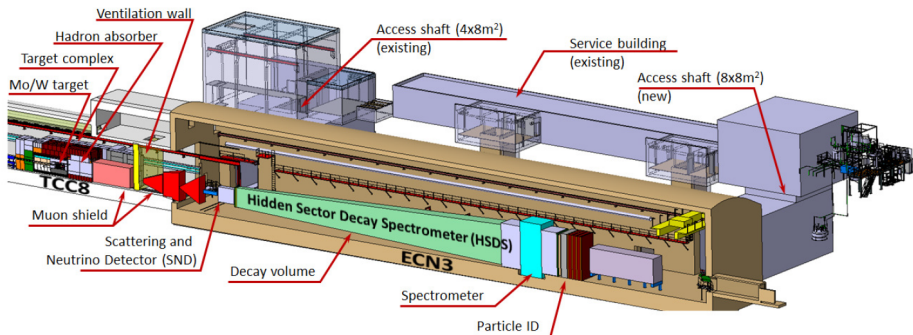 Ventilation wall
Hadron absorber
Target complex
Mo/W target
Access shaft (4x8m²)
(existing)
Service building
(existing)
Access shaft (8x8m²)
(new)
TCC8
Muon shield
Scattering and
Neutrino Detector (SND)
Hidden Sector Decay Spectrometer (HSDS)
Decay volume
ECN3
Spectrometer
Particle ID